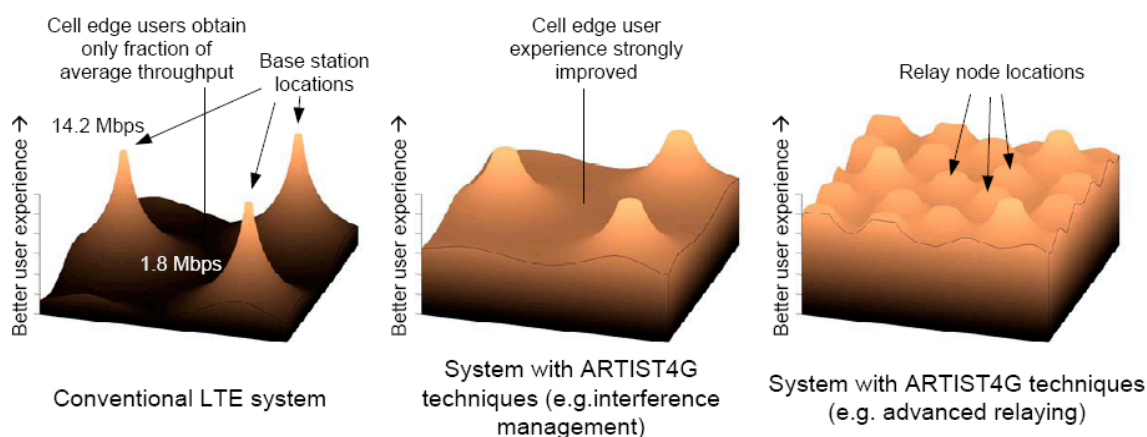 Cell edge users obtain
only fraction of
average throughput
Base station
locations
14.2 Mbps
1.8 Mbps
Better user experience →
Conventional LTE system
Cell edge user
experience strongly
improved
Better user experience →
System with ARTIST4G
techniques (e.g.interference
management)
Relay node locations
Better user experience →
System with ARTIST4G techniques
(e.g. advanced relaying)